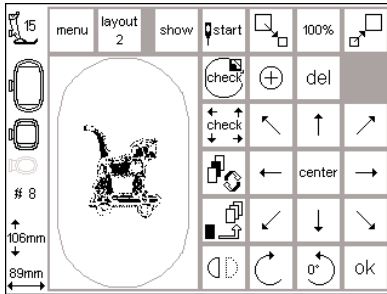 15
menu
layout
2
show
start
100%
check
del
check
# 8
center
106mm
89mm
0°
ok